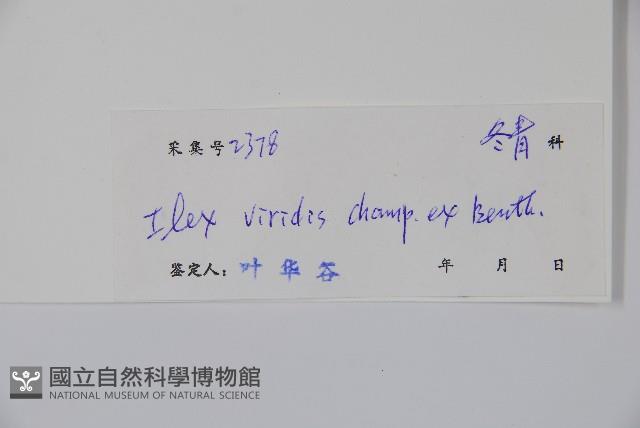 采集号 2378 冬青 科
Ilex viridis champ. ex Benth.
鉴定人: 叶华谷 年 月 日
國立自然科學博物館
NATIONAL MUSEUM OF NATURAL SCIENCE